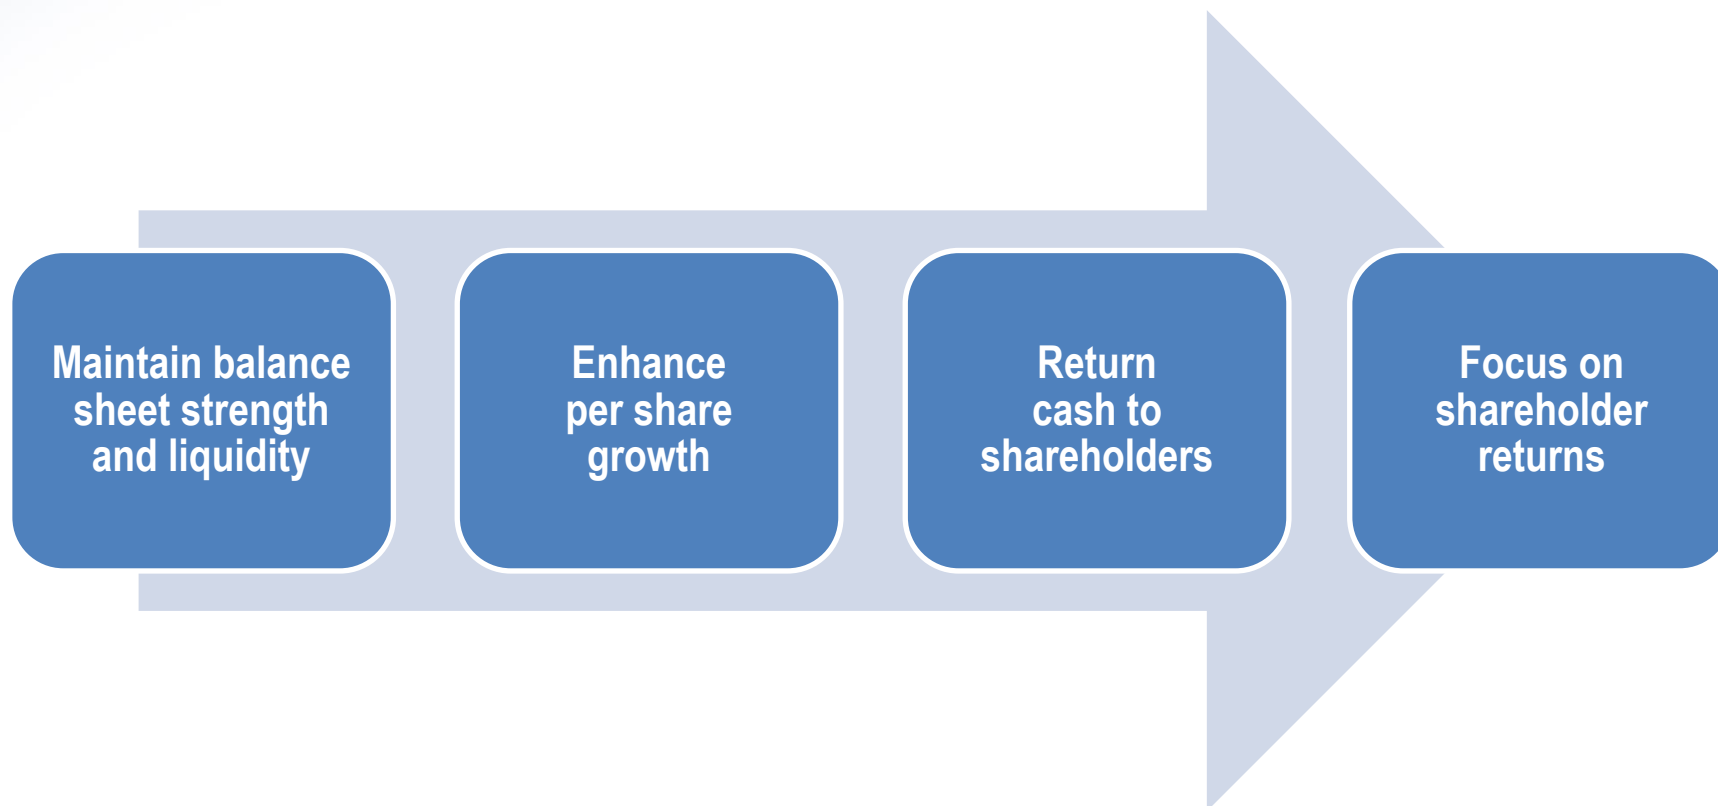 Maintain balance
sheet strength
and liquidity
Enhance
per share
growth
Return
cash to
shareholders
Focus on
shareholder
returns